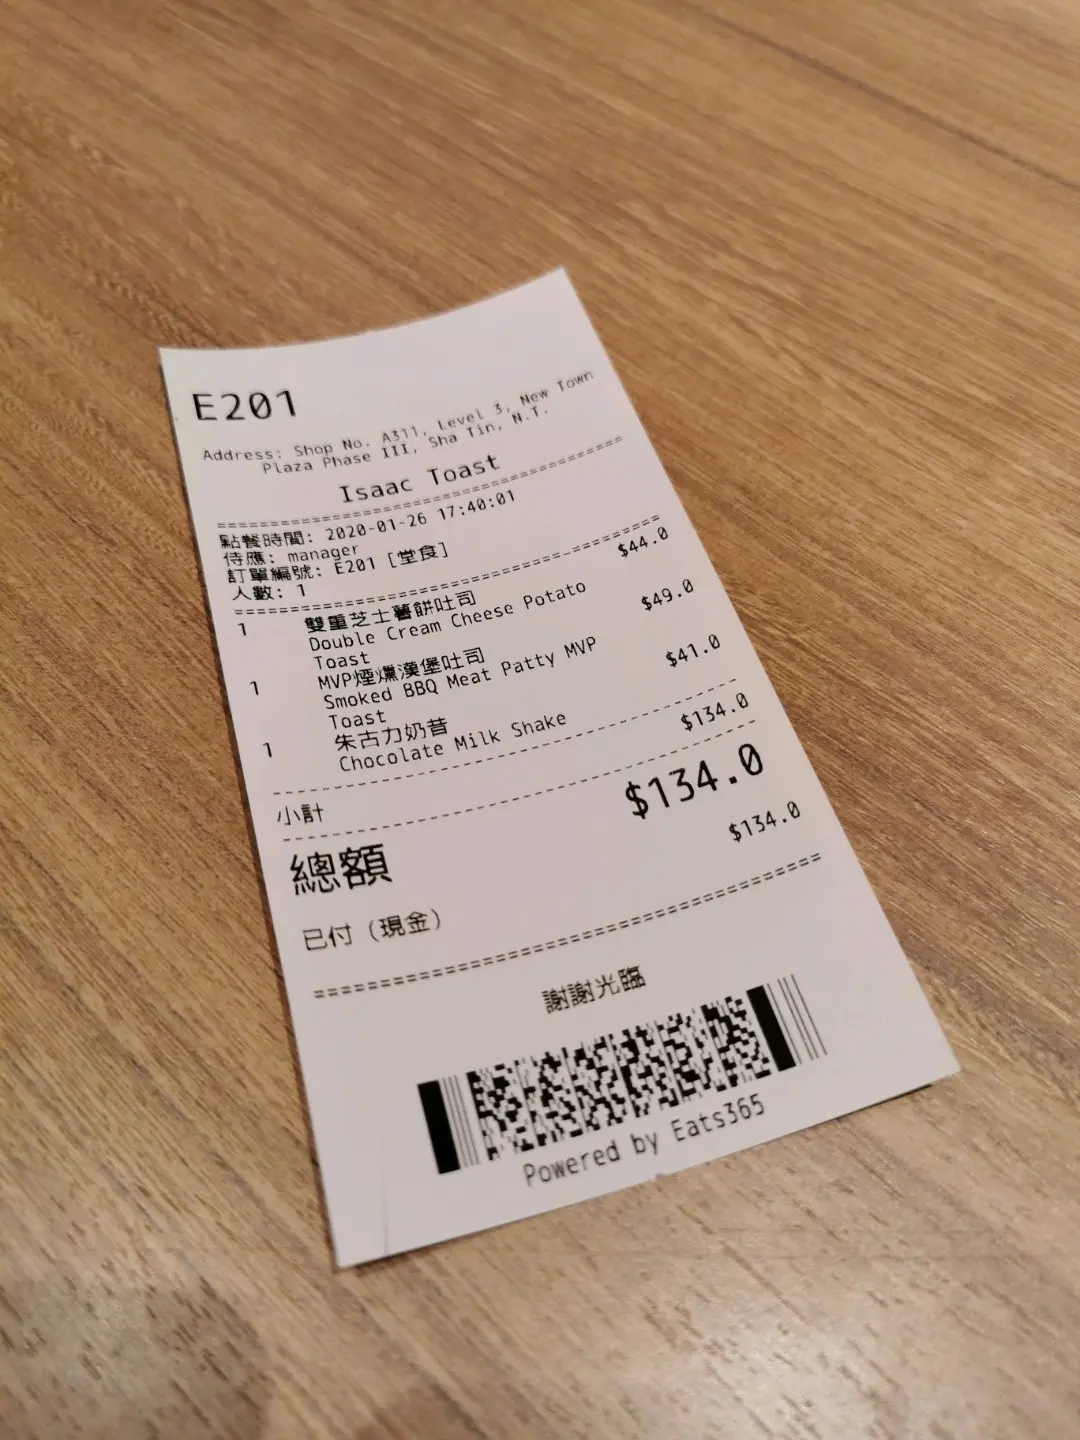 E201
Address: Shop No. A311, Level 3, New Town
Plaza Phase III, Sha Tin, N.T.
Isaac Toast
點餐時間: 2020-01-26 17:40:01
侍應: manager
訂單編號: E201 [堂食]
人數: 1
1 雙重芝士薯餅吐司 $44.0
Double Cream Cheese Potato
Toast
1 MVP煙燻漢堡吐司 $49.0
Smoked BBQ Meat Patty MVP
Toast
1 朱古力奶昔 $41.0
Chocolate Milk Shake
小計 $134.0
總額 $134.0
已付 (現金) $134.0
謝謝光臨
Powered by Eats365